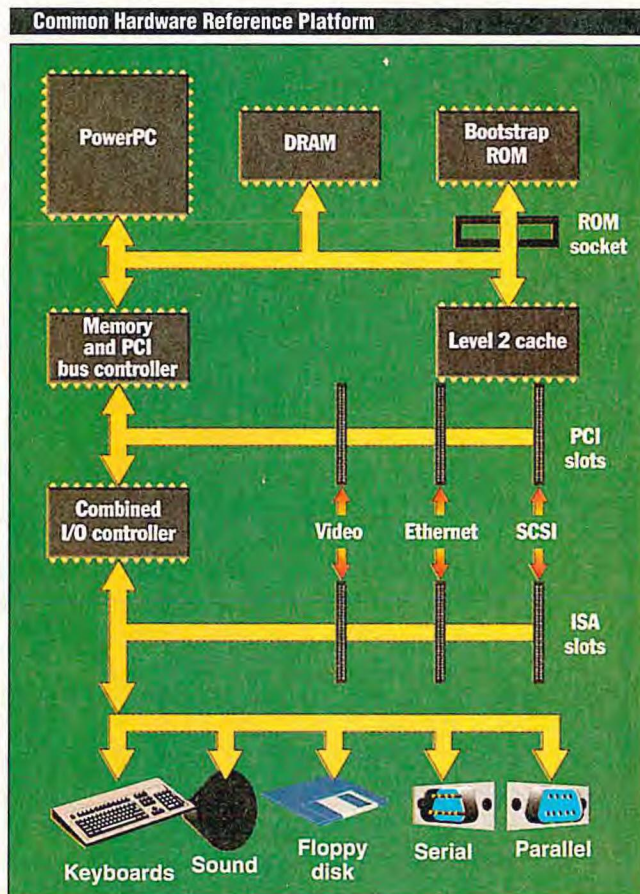 Common Hardware Reference Platform
PowerPC
DRAM
Bootstrap
ROM
ROM
socket
Memory
and PCI
bus controller
Level 2 cache
PCI
slots
Combined
I/O controller
Video
Ethernet
SCSI
ISA
slots
Keyboards
Sound
Floppy
disk
Serial
Parallel